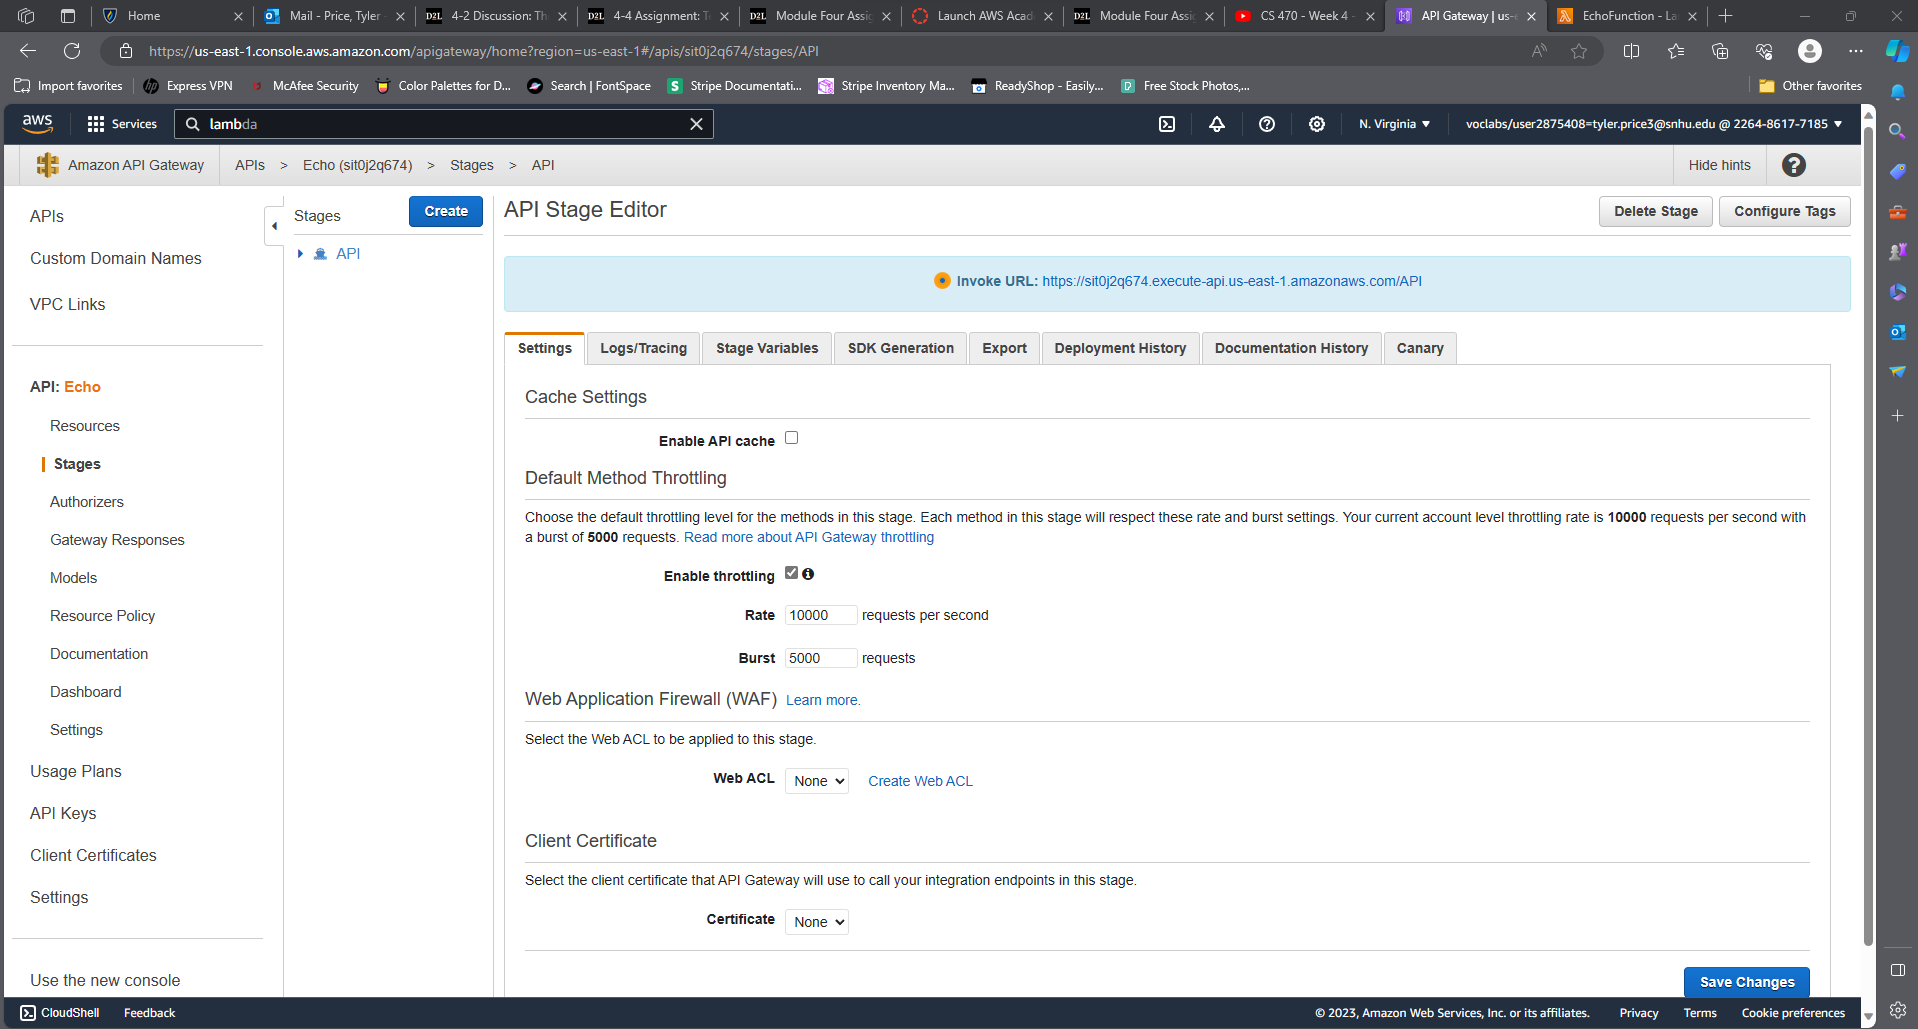 Home
Mail - Price, Tyler
4-2 Discussion: Th
4-4 Assignment: T
Module Four Assig
Launch AWS Acad
Module Four Assig
CS 470 - Week 4 -
API Gateway | us-e
EchoFunction - La
https://us-east-1.console.aws.amazon.com/apigateway/home?region=us-east-1#/apis/sit0j2q674/stages/API
Import favorites
Express VPN
McAfee Security
Color Palettes for D...
Search | FontSpace
Stripe Documentati...
Stripe Inventory Ma...
ReadyShop - Easily...
Free Stock Photos,...
Other favorites
aws
Services
lambda
N. Virginia
voclabs/user2875408=tyler.price3@snhu.edu @ 2264-8617-7185
Amazon API Gateway
APIs > Echo (sit0j2q674) > Stages > API
Hide hints
APIs
Custom Domain Names
VPC Links
API: Echo
Resources
Stages
Authorizers
Gateway Responses
Models
Resource Policy
Documentation
Dashboard
Settings
Usage Plans
API Keys
Client Certificates
Settings
Use the new console
Stages
Create
API
API Stage Editor
Delete Stage
Configure Tags
Invoke URL: https://sit0j2q674.execute-api.us-east-1.amazonaws.com/API
Settings
Logs/Tracing
Stage Variables
SDK Generation
Export
Deployment History
Documentation History
Canary
Cache Settings
Enable API cache
Default Method Throttling
Choose the default throttling level for the methods in this stage. Each method in this stage will respect these rate and burst settings. Your current account level throttling rate is 10000 requests per second with
a burst of 5000 requests. Read more about API Gateway throttling
Enable throttling
Rate 10000 requests per second
Burst 5000 requests
Web Application Firewall (WAF) Learn more.
Select the Web ACL to be applied to this stage.
Web ACL None Create Web ACL
Client Certificate
Select the client certificate that API Gateway will use to call your integration endpoints in this stage.
Certificate None
Save Changes
CloudShell
Feedback
© 2023, Amazon Web Services, Inc. or its affiliates.
Privacy
Terms
Cookie preferences